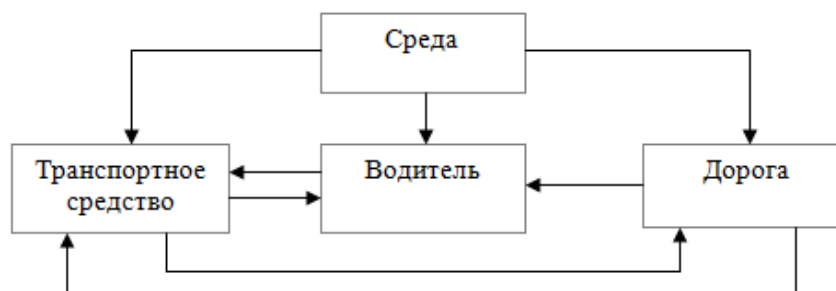 Среда
Транспортное
средство
Водитель
Дорога